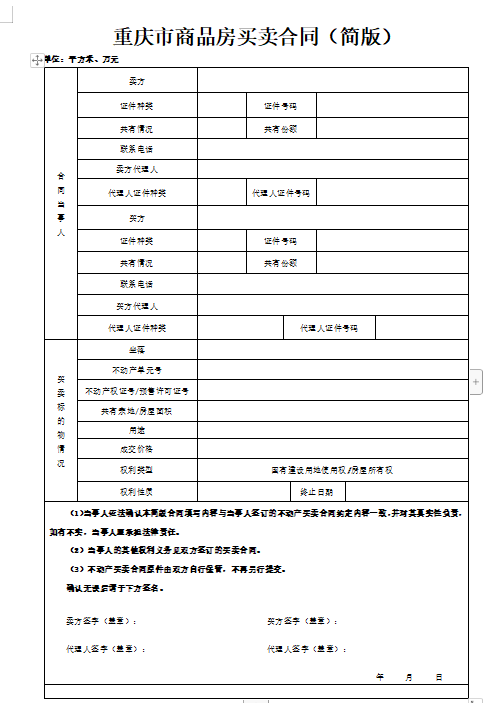 重庆市商品房买卖合同（简版）
单位：平方米、万元
合同当事人
卖方
证件种类 证件号码
共有情况 共有份额
联系电话
卖方代理人
代理人证件种类 代理人证件号码
买方
证件种类 证件号码
共有情况 共有份额
联系电话
买方代理人
代理人证件种类 代理人证件号码
买卖标的物情况
坐落
不动产单元号
不动产权证号/预售许可证号
共有宗地/房屋面积
用途
成交价格
权利类型 国有建设用地使用权/房屋所有权
权利性质 终止日期
（1)当事人依法确认本简版合同填写内容与当事人签订的不动产买卖合同约定内容一致，并对其真实性负责，
如有不实，当事人愿承担法律责任。
（2）当事人的其他权利义务见双方签订的买卖合同。
（3）不动产买卖合同原件由双方自行保管，不再另行提交。
确认无误后请于下方签名。
卖方签字（盖章）： 买方签字（盖章）：
代理人签字（盖章）： 代理人签字（盖章）：
年 月 日